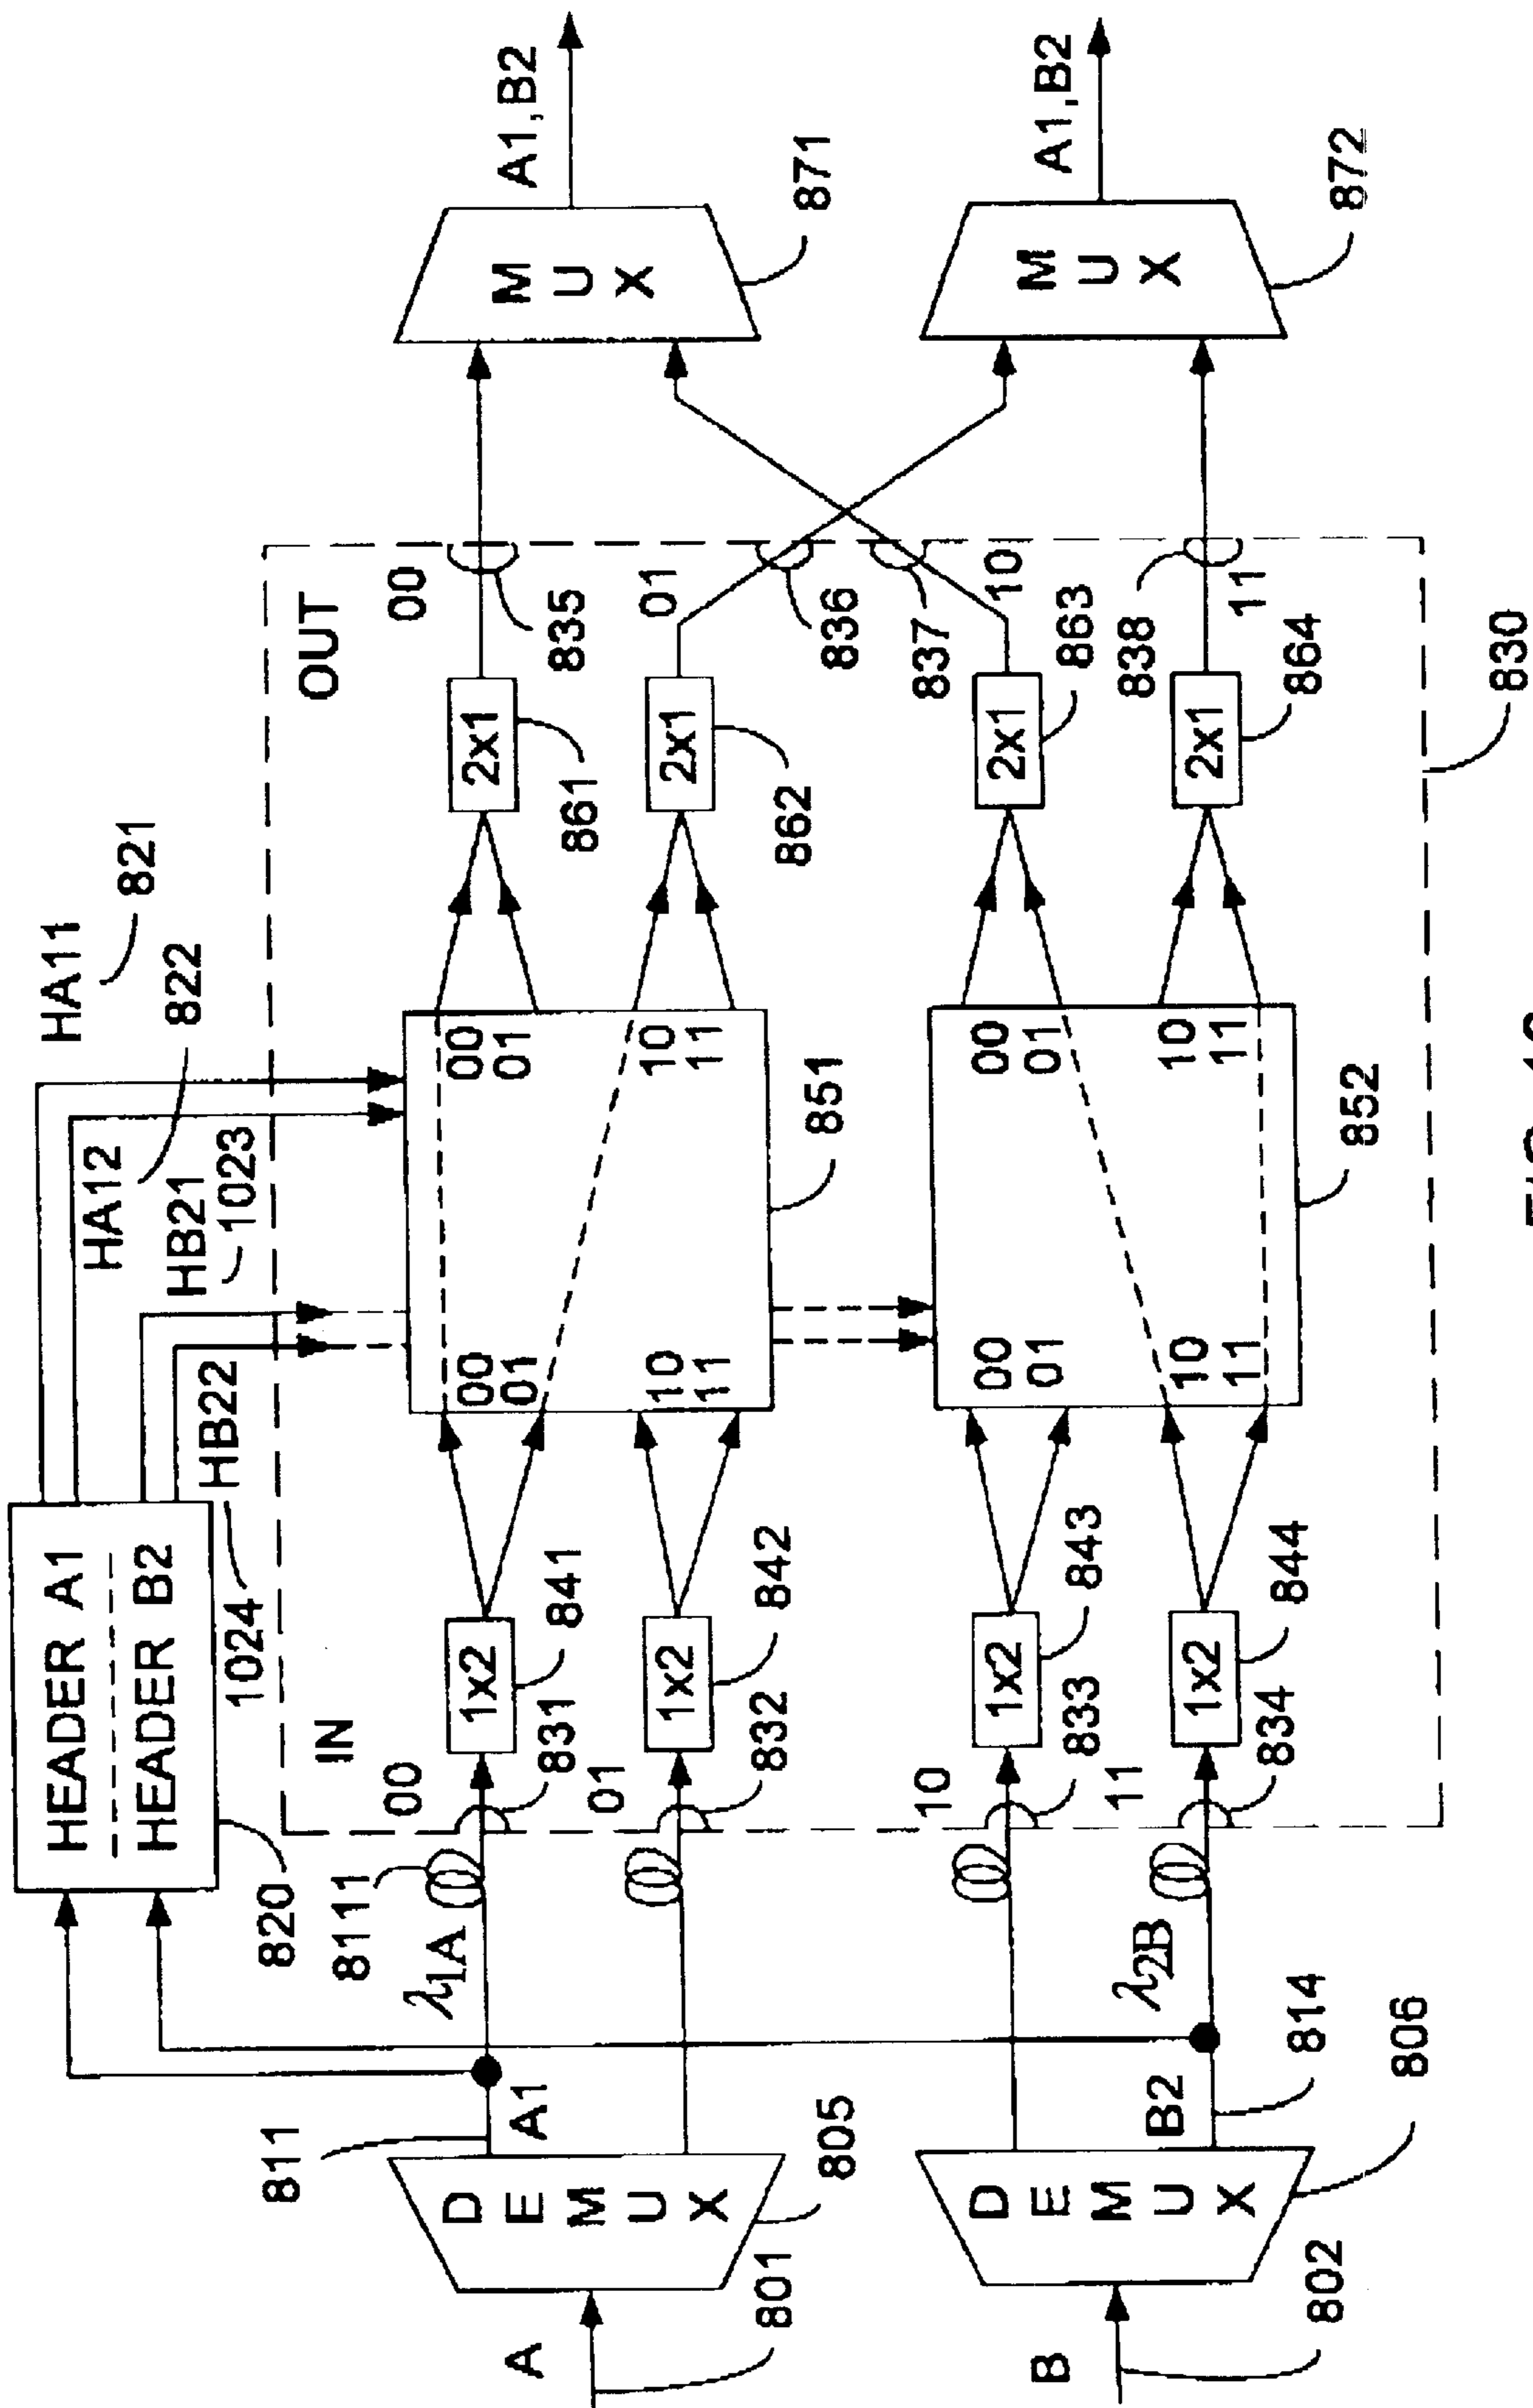 HEADER A1
HEADER B2
820
HA11
821
HA12
822
HB21
1023
HB22
1024
IN
OUT
811
A1
λ1A
8111
00
831
1x2
841
01
832
1x2
842
00
01
10
11
00
01
10
11
851
2x1
861
00
835
2x1
862
01
836
MUX
871
A1,B2
A
801
DEMUX
805
B
802
DEMUX
806
B2
814
λ2B
10
833
1x2
843
11
834
1x2
844
00
01
10
11
00
01
10
11
852
837
10
2x1
863
838
11
2x1
864
MUX
872
A1,B2
830